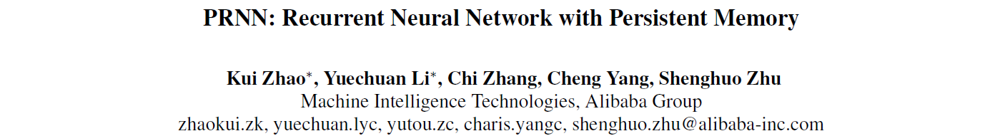 PRNN: Recurrent Neural Network with Persistent Memory
Kui Zhao*, Yuechuan Li*, Chi Zhang, Cheng Yang, Shenghuo Zhu
Machine Intelligence Technologies, Alibaba Group
zhaokui.zk, yuechuan.lyc, yutou.zc, charis.yangc, shenghuo.zhu@alibaba-inc.com